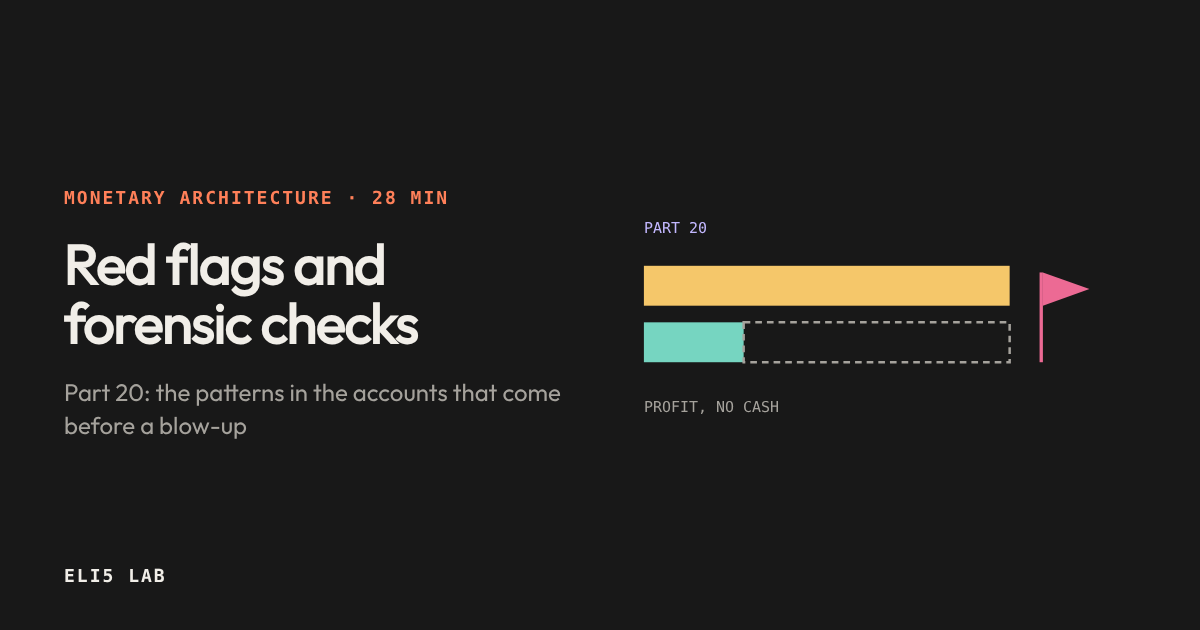 MONETARY ARCHITECTURE · 28 MIN
Red flags and
forensic checks
Part 20: the patterns in the accounts that come
before a blow-up
PART 20
PROFIT, NO CASH
ELI5 LAB